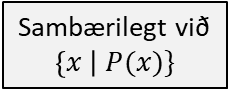 Sambærilegt við
{x | P(x)}